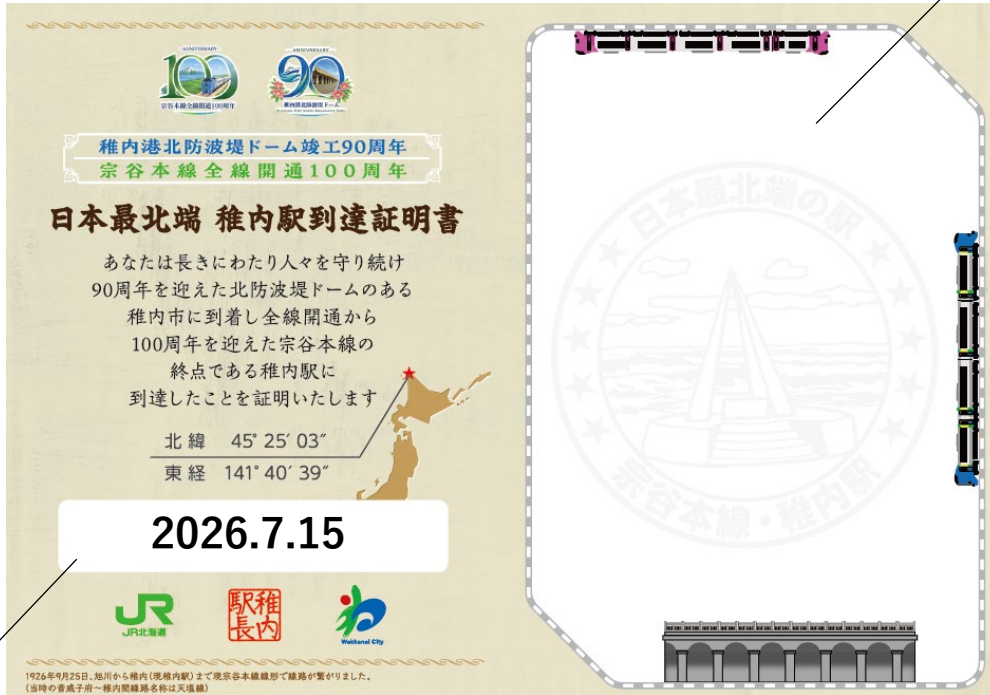 ANNIVERSARY
100
宗谷本線全線開通100周年
ANNIVERSARY
90
稚内港北防波堤ドーム
稚内港北防波堤ドーム竣工90周年
宗谷本線全線開通100周年
日本最北端 稚内駅到達証明書
あなたは長きにわたり人々を守り続け
90周年を迎えた北防波堤ドームのある
稚内市に到着し全線開通から
100周年を迎えた宗谷本線の
終点である稚内駅に
到達したことを証明いたします
北緯 45° 25′ 03″
東経 141° 40′ 39″
2026.7.15
JR
JR北海道
稚内
駅長
Wakkanai City
1926年9月25日、旭川から稚内(現稚内駅)まで現宗谷本線線形で線路が繋がりました。
(当時の音威子府~稚内間線路名称は天塩線)
日本最北端の駅
宗谷本線・稚内駅